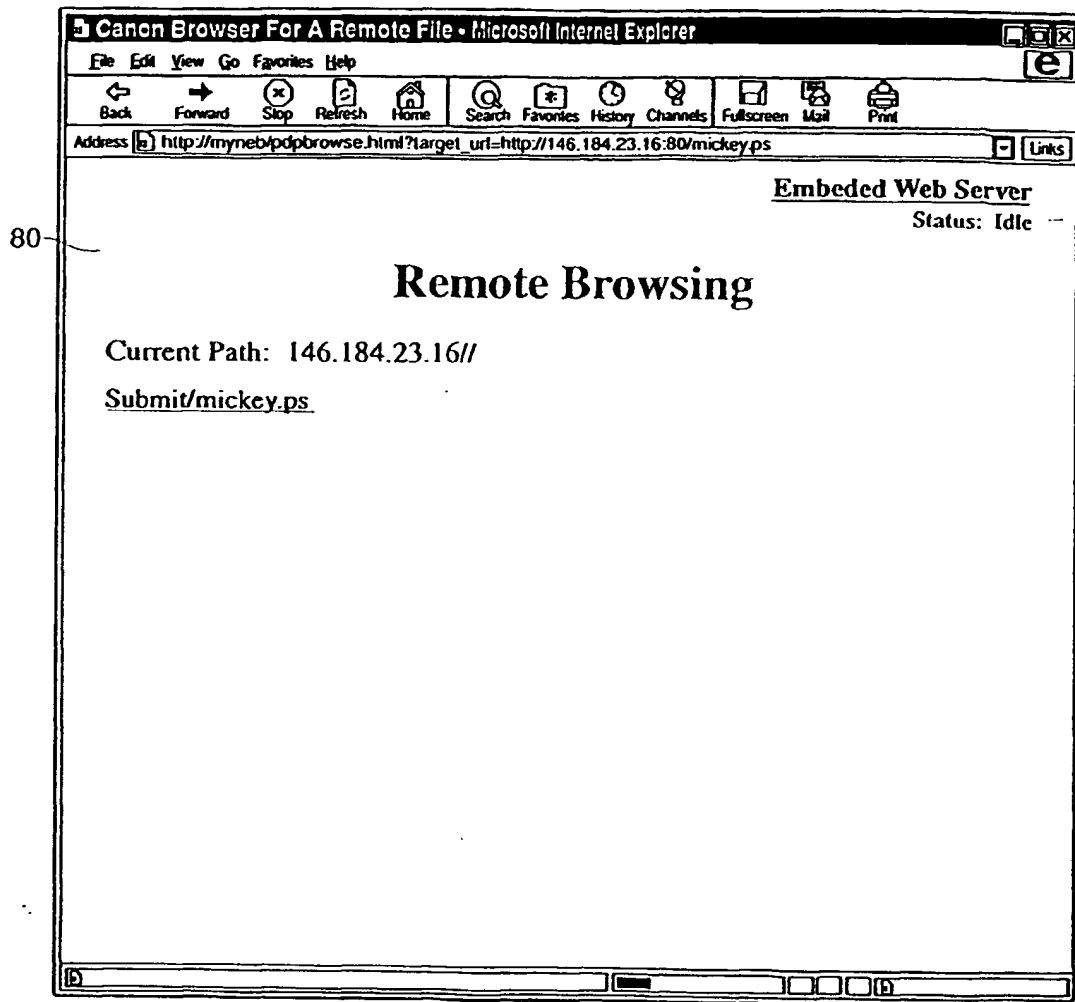 Canon Browser For A Remote File • Microsoft Internet Explorer
File Edit View Go Favorites Help
e
Back Forward Stop Refresh Home Search Favorites History Channels Fullscreen Mail Print
Address http://myneb/pdpbrowse.html?target_url=http://146.184.23.16:80/mickey.ps Links
Embeded Web Server
Status: Idle
80
Remote Browsing
Current Path: 146.184.23.16//
Submit/mickey.ps